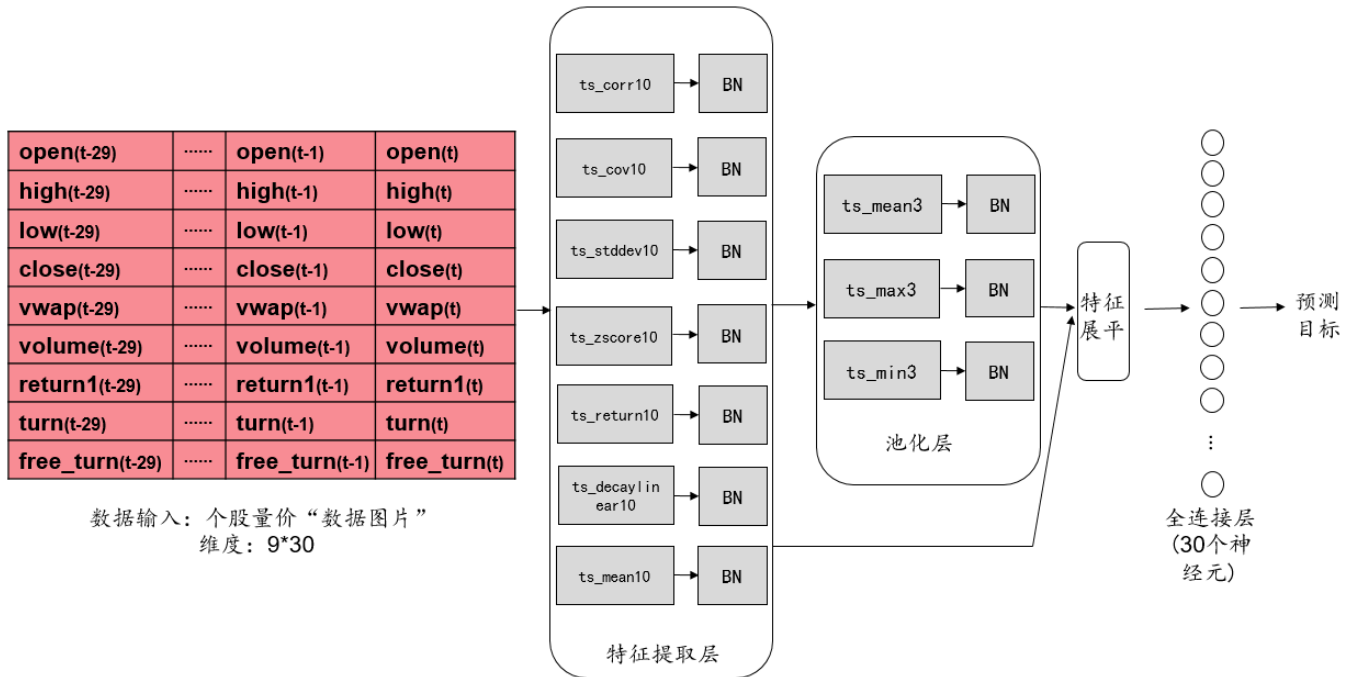 open(t-29) ······ open(t-1) open(t)
high(t-29) ······ high(t-1) high(t)
low(t-29) ······ low(t-1) low(t)
close(t-29) ······ close(t-1) close(t)
vwap(t-29) ······ vwap(t-1) vwap(t)
volume(t-29) ······ volume(t-1) volume(t)
return1(t-29) ······ return1(t-1) return1(t)
turn(t-29) ······ turn(t-1) turn(t)
free_turn(t-29) ······ free_turn(t-1) free_turn(t)
数据输入：个股量价“数据图片”
维度：9*30
ts_corr10 BN
ts_cov10 BN
ts_stddev10 BN
ts_zscore10 BN
ts_return10 BN
ts_decaylin
ear10 BN
ts_mean10 BN
特征提取层
ts_mean3 BN
ts_max3 BN
ts_min3 BN
池化层
特征
展平
⋮
全连接层
(30个神
经元)
预测
目标